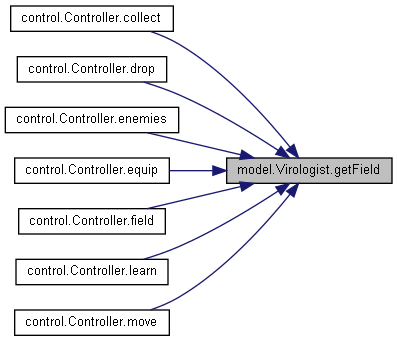 control.Controller.collect
control.Controller.drop
control.Controller.enemies
control.Controller.equip
model.Virologist.getField
control.Controller.field
control.Controller.learn
control.Controller.move